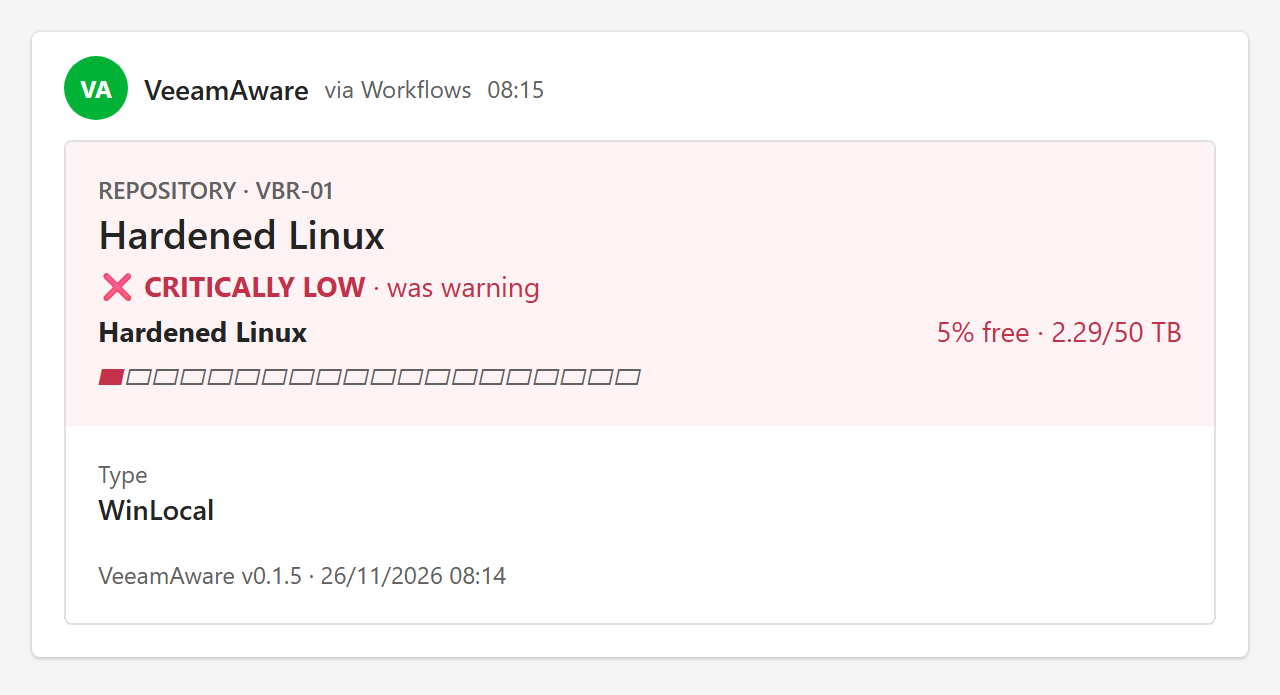 VA
VeeamAware via Workflows 08:15
REPOSITORY · VBR-01
Hardened Linux
❌ CRITICALLY LOW · was warning
Hardened Linux 5% free · 2.29/50 TB
▰▱▱▱▱▱▱▱▱▱▱▱▱▱▱▱▱▱▱▱
Type
WinLocal
VeeamAware v0.1.5 · 26/11/2026 08:14